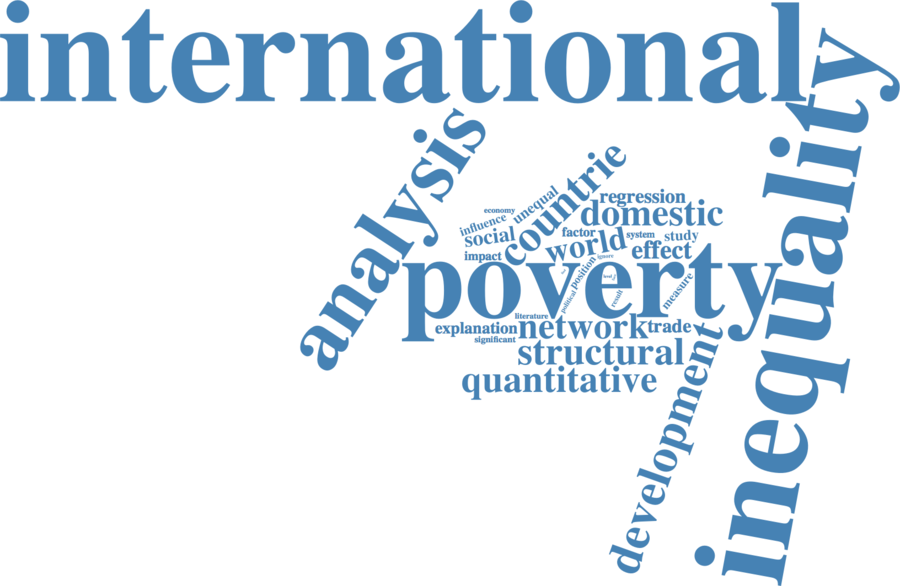 international
inequality
analysis
countrie
unequal
economy
influence
social
impact
regression
domestic
factor
world
system
study
effect
ignore
position
poverty
political
result
measure
literature
explanation
network
trade
significant
structural
quantitative
development